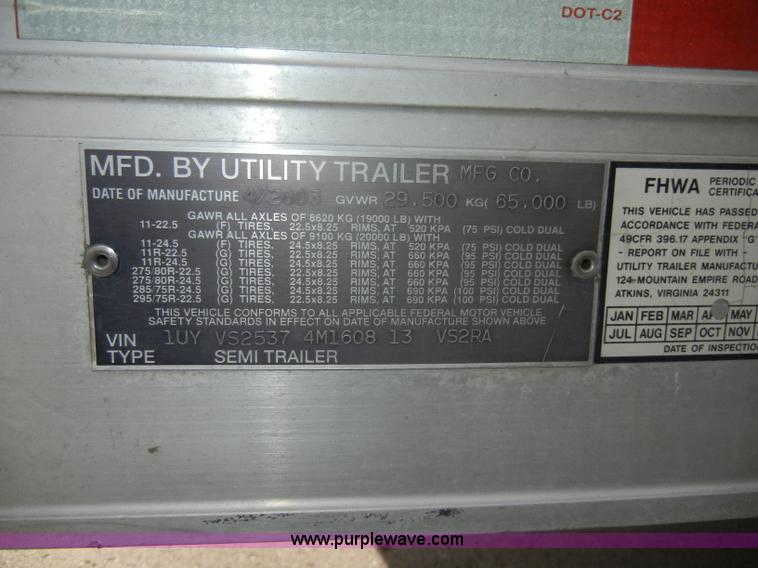 DOT-C2
MFD. BY UTILITY TRAILER MFG CO.
DATE OF MANUFACTURE 4/2003 GVWR 29.500 KG( 65.000 LB)
GAWR ALL AXLES OF 8620 KG (19000 LB) WITH
11-22.5 (F) TIRES, 22.5x8.25 RIMS, AT 520 KPA (75 PSI) COLD DUAL
GAWR ALL AXLES OF 9100 KG (20000 LB) WITH
11-24.5 (F) TIRES, 24.5x8.25 RIMS, AT 520 KPA (75 PSI) COLD DUAL
11R-22.5 (G) TIRES, 22.5x8.25 RIMS, AT 660 KPA (95 PSI) COLD DUAL
11R-24.5 (G) TIRES, 24.5x8.25 RIMS, AT 660 KPA (95 PSI) COLD DUAL
275/80R-22.5 (G) TIRES, 22.5x8.25 RIMS, AT 660 KPA (95 PSI) COLD DUAL
275/80R-24.5 (G) TIRES, 24.5x8.25 RIMS, AT 660 KPA (95 PSI) COLD DUAL
285/75R-24.5 (G) TIRES, 24.5x8.25 RIMS, AT 690 KPA (100 PSI) COLD DUAL
295/75R-22.5 (G) TIRES, 22.5x8.25 RIMS, AT 690 KPA (100 PSI) COLD DUAL
THIS VEHICLE CONFORMS TO ALL APPLICABLE FEDERAL MOTOR VEHICLE
SAFETY STANDARDS IN EFFECT ON DATE OF MANUFACTURE SHOWN
VIN 1UY VS2537 4M1608 13 VS2RA
TYPE SEMI TRAILER
FHWA PERIODIC
CERTIFICA
THIS VEHICLE HAS PASSED
ACCORDANCE WITH FEDERA
49CFR 396.17 APPENDIX "G"
- REPORT ON FILE WITH -
UTILITY TRAILER MANUFACTU
124 MOUNTAIN EMPIRE ROAD
ATKINS, VIRGINIA 24311
JAN FEB MAR MAY
JUL AUG SEP OCT NOV
DATE OF INSPECTIO
www.purplewave.com